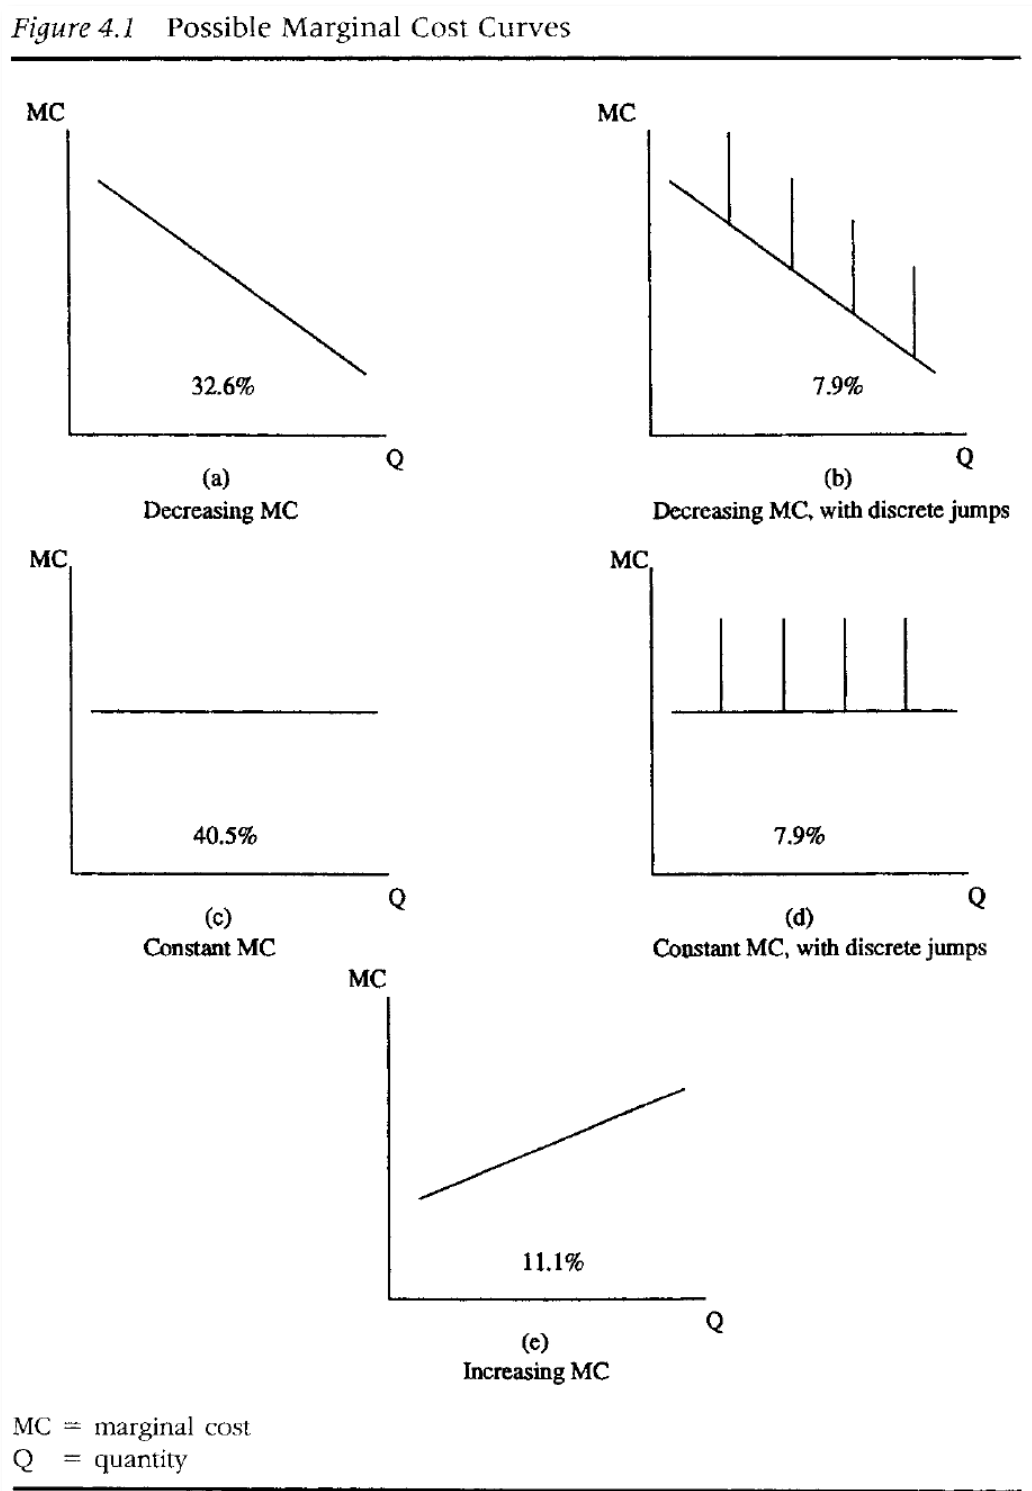 Figure 4.1 Possible Marginal Cost Curves
MC
32.6%
Q
(a)
Decreasing MC
MC
7.9%
Q
(b)
Decreasing MC, with discrete jumps
MC
40.5%
Q
(c)
Constant MC
MC
7.9%
Q
(d)
Constant MC, with discrete jumps
MC
11.1%
Q
(e)
Increasing MC
MC = marginal cost
Q = quantity